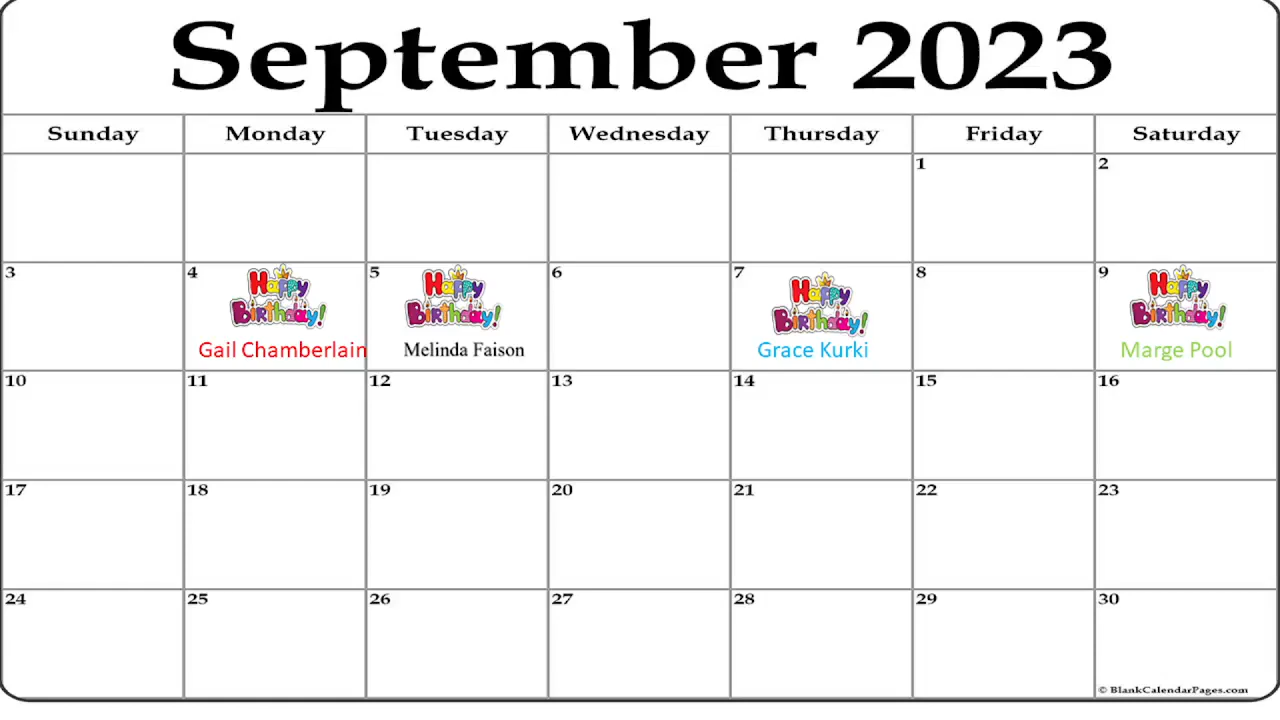 September 2023
Sunday Monday Tuesday Wednesday Thursday Friday Saturday
1 2
3 4 5 6 7 8 9
Happy Birthday! Happy Birthday! Happy Birthday! Happy Birthday!
Gail Chamberlain Melinda Faison Grace Kurki Marge Pool
10 11 12 13 14 15 16
17 18 19 20 21 22 23
24 25 26 27 28 29 30
© BlankCalendarPages.com